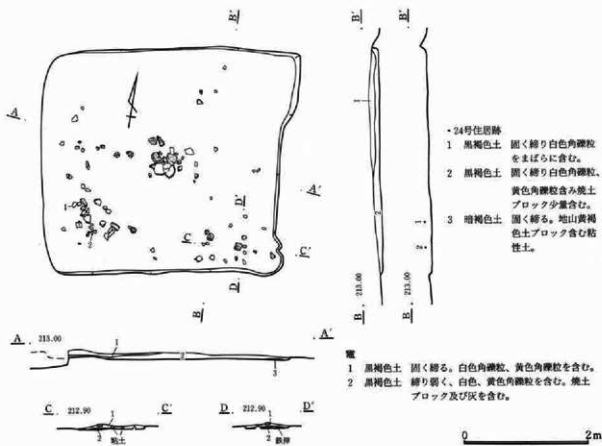 B′
B′
B′
A
A′
D′
C
C′
D
B
1
2
1
2
1
2
B 213.00
B 213.00
・24号住居跡
1 黒褐色土 固く締り白色角礫粒
をまばらに含む。
2 黒褐色土 固く締り白色角礫粒、
黄色角礫粒含み焼土
ブロック少量含む。
3 暗褐色土 固く締る。地山黄褐
色土ブロック含む粘
性土。
A 213.00
A′
1
2
3
C 212.90
C′
1
2
粘土
D 212.90
D′
1
2
鉄滓
竈
1 黒褐色土 固く締る。白色角礫粒、黄色角礫粒を含む。
2 黒褐色土 締り弱く、白色、黄色角礫粒を含む。焼土
ブロック及び灰を含む。
0
2m